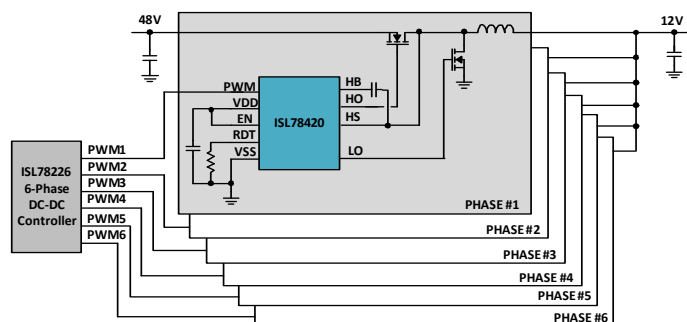 48V
12V
PWM
VDD
EN
RDT
VSS
ISL78420
HB
HO
HS
LO
ISL78226
6-Phase
DC-DC
Controller
PWM1
PWM2
PWM3
PWM4
PWM5
PWM6
PHASE #1
PHASE #2
PHASE #3
PHASE #4
PHASE #5
PHASE #6